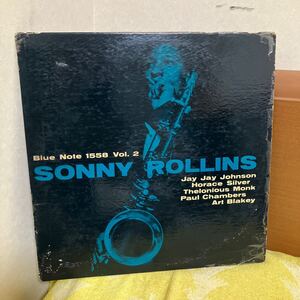 Blue Note 1558 Vol. 2
SONNY ROLLINS
Jay Jay Johnson
Horace Silver
Thelonious Monk
Paul Chambers
Art Blakey